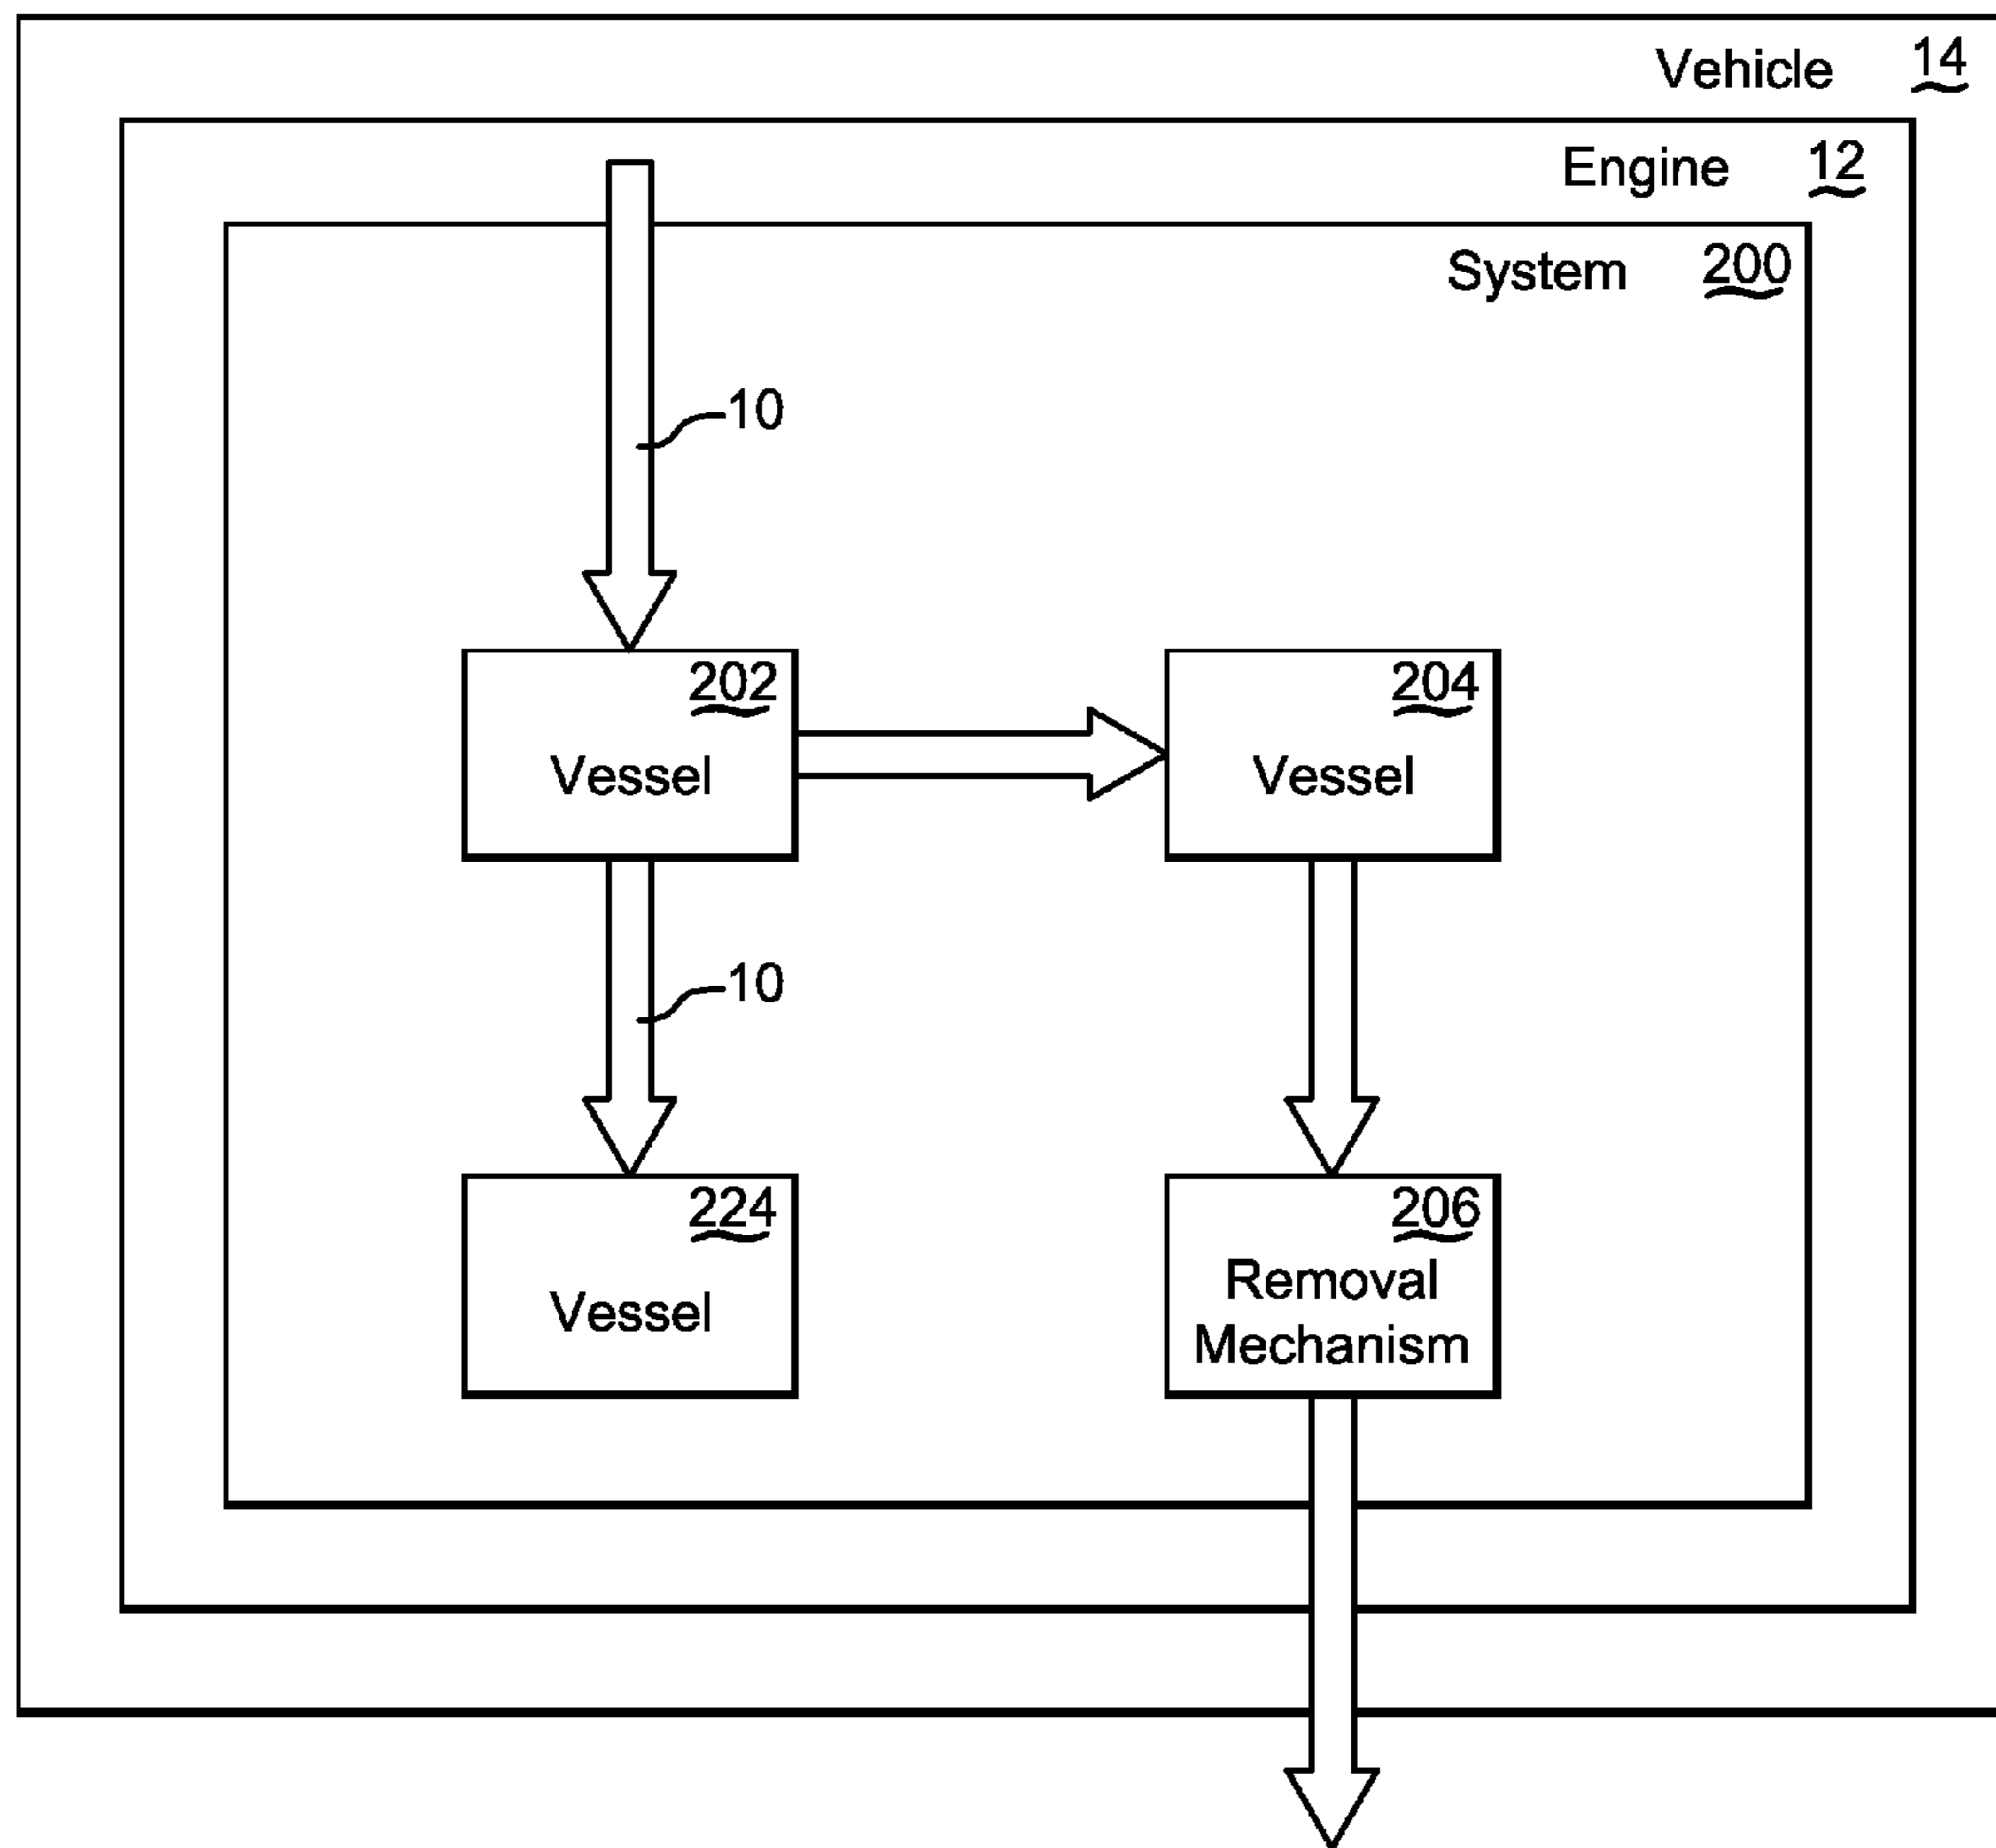 Vehicle 14
Engine 12
System 200
10
202
Vessel
204
Vessel
10
224
Vessel
206
Removal
Mechanism